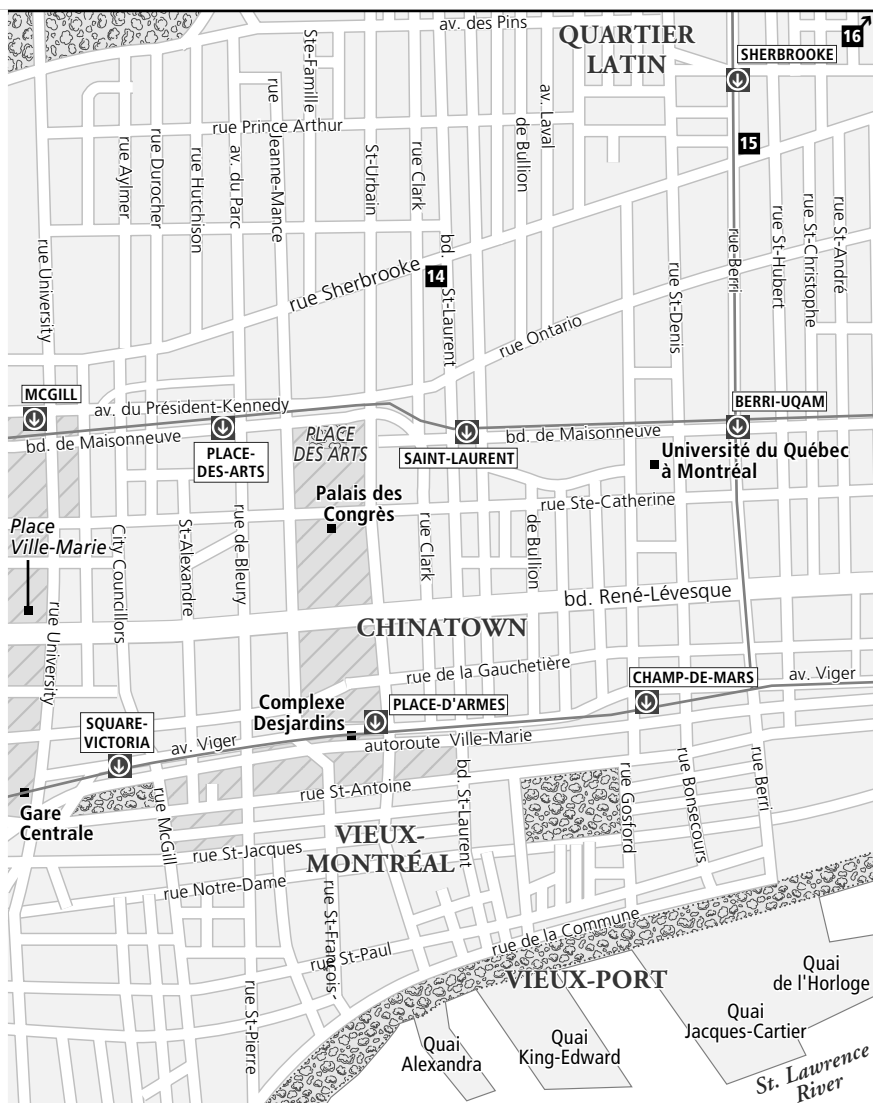 av. des Pins
QUARTIER
LATIN
16
SHERBROOKE
Ste-Famille
rue
Jeanne-Mance
rue Prince Arthur
av. Laval
de Bullion
15
rue Aylmer
rue Durocher
rue Hutchison
av. du Parc
St-Urbain
rue Clark
rue University
bd.
St-Laurent
14
rue Sherbrooke
rue Ontario
rue St-Denis
rue Berri
rue St-Hubert
rue St-Christophe
rue St-André
MCGILL
av. du Président-Kennedy
bd. de Maisonneuve
PLACE-
DES-ARTS
PLACE
DES ARTS
SAINT-LAURENT
bd. de Maisonneuve
BERRI-UQAM
Université du Québec
à Montréal
Palais des
Congrès
rue Ste-Catherine
Place
Ville-Marie
City Councillors
St-Alexandre
rue de Bleury
rue Clark
de Bullion
rue University
bd. René-Lévesque
CHINATOWN
rue de la Gauchetière
CHAMP-DE-MARS
av. Viger
Complexe
Desjardins
PLACE-D'ARMES
SQUARE-
VICTORIA
av. Viger
autoroute Ville-Marie
rue St-Antoine
bd. St-Laurent
rue Gosford
rue Bonsecours
rue Berri
Gare
Centrale
rue McGill
VIEUX-
MONTRÉAL
rue St-Jacques
rue Notre-Dame
rue St-François-
rue St-Paul
rue de la Commune
rue St-Pierre
VIEUX-PORT
Quai
de l'Horloge
Quai
Jacques-Cartier
Quai
King-Edward
Quai
Alexandra
St. Lawrence
River